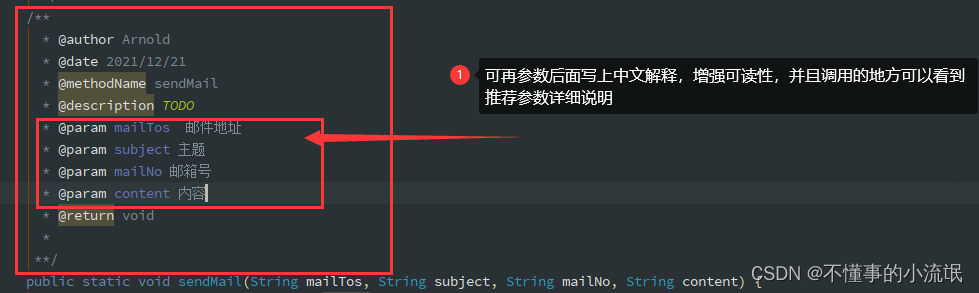 /**
* @author Arnold
* @date 2021/12/21
* @methodName sendMail
* @description TODO
* @param mailTos 邮件地址
* @param subject 主题
* @param mailNo 邮箱号
* @param content 内容
* @return void
*
**/
public static void sendMail(String mailTos, String subject, String mailNo, String content) {
1
可再参数后面写上中文解释，增强可读性，并且调用的地方可以看到
推荐参数详细说明
CSDN @不懂事的小流氓